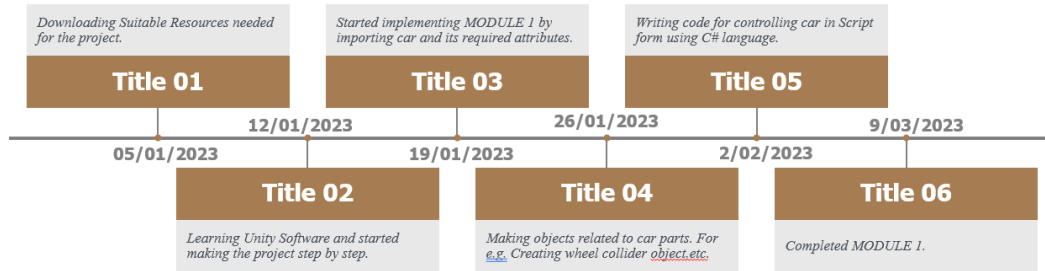 Downloading Suitable Resources needed
for the project.
Title 01
05/01/2023
12/01/2023
Title 02
Learning Unity Software and started
making the project step by step.
Started implementing MODULE 1 by
importing car and its required attributes.
Title 03
19/01/2023
26/01/2023
Title 04
Making objects related to car parts. For
e.g. Creating wheel collider object.etc.
Writing code for controlling car in Script
form using C# language.
Title 05
2/02/2023
9/03/2023
Title 06
Completed MODULE 1.